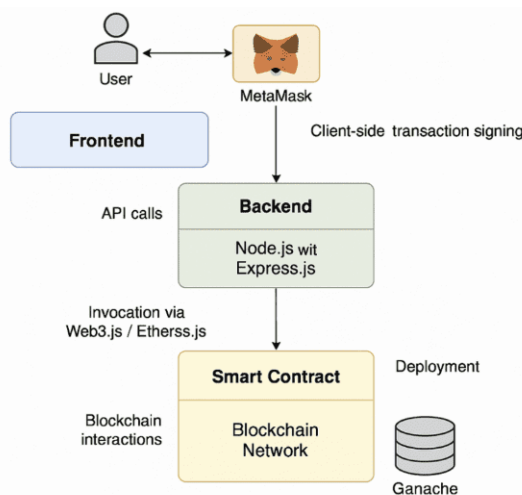 User
MetaMask
Frontend
Client-side transaction signing
API calls
Backend
Node.js wit
Express.js
Invocation via
Web3.js / Etherss.js
Smart Contract
Deployment
Blockchain
interactions
Blockchain
Network
Ganache